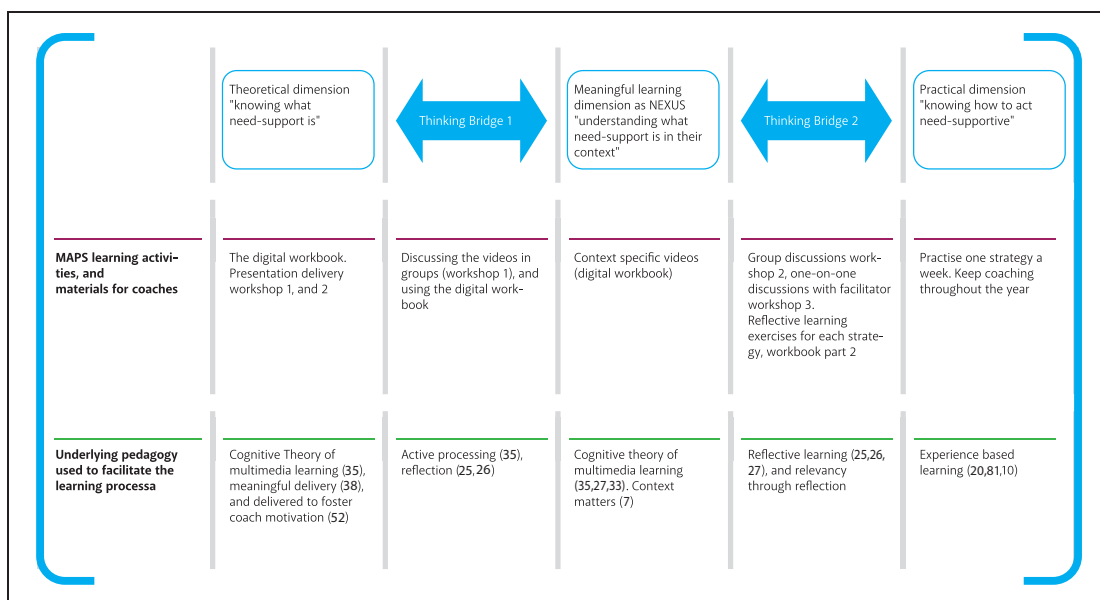 Theoretical dimension
"knowing what
need-support is"
Thinking Bridge 1
Meaningful learning
dimension as NEXUS
"understanding what
need-support is in their
context"
Thinking Bridge 2
Practical dimension
"knowing how to act
need-supportive"
MAPS learning activi-
ties, and
materials for coaches
The digital workbook.
Presentation delivery
workshop 1, and 2
Discussing the videos in
groups (workshop 1), and
using the digital work-
book
Context specific videos
(digital workbook)
Group discussions work-
shop 2, one-on-one
discussions with facilitator
workshop 3.
Reflective learning
exercises for each strate-
gy, workbook part 2
Practise one strategy a
week. Keep coaching
throughout the year
Underlying pedagogy
used to facilitate the
learning processa
Cognitive Theory of
multimedia learning (35),
meaningful delivery (38),
and delivered to foster
coach motivation (52)
Active processing (35),
reflection (25,26)
Cognitive theory of
multimedia learning
(35,27,33). Context
matters (7)
Reflective learning (25,26,
27), and relevancy
through reflection
Experience based
learning (20,81,10)